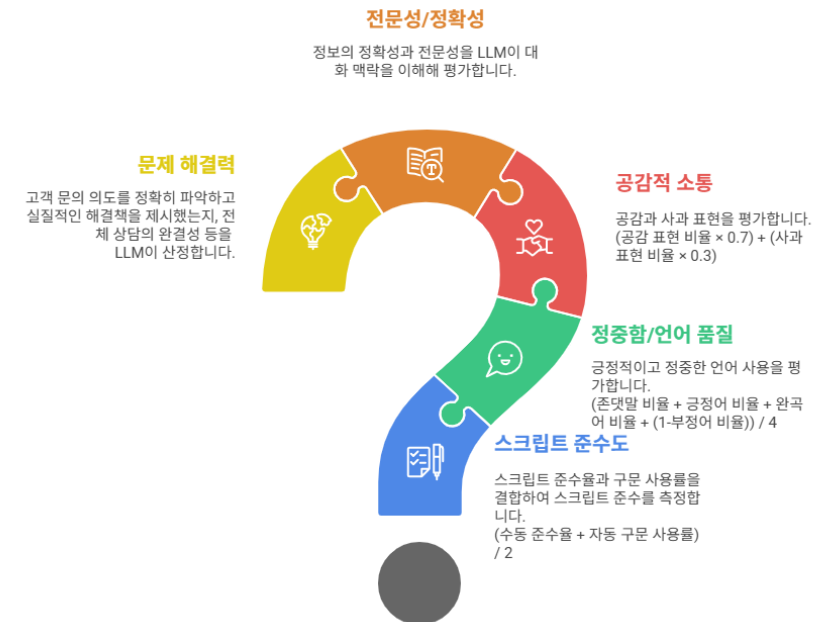 전문성/정확성
정보의 정확성과 전문성을 LLM이 대
화 맥락을 이해해 평가합니다.
문제 해결력
고객 문의 의도를 정확히 파악하고
실질적인 해결책을 제시했는지, 전
체 상담의 완결성 등을
LLM이 산정합니다.
공감적 소통
공감과 사과 표현을 평가합니다.
(공감 표현 비율 × 0.7) + (사과
표현 비율 × 0.3)
정중함/언어 품질
긍정적이고 정중한 언어 사용을 평
가합니다.
(존댓말 비율 + 긍정어 비율 + 완곡
어 비율 + (1-부정어 비율)) / 4
스크립트 준수도
스크립트 준수율과 구문 사용률을
결합하여 스크립트 준수를 측정합
니다.
(수동 준수율 + 자동 구문 사용률)
/ 2